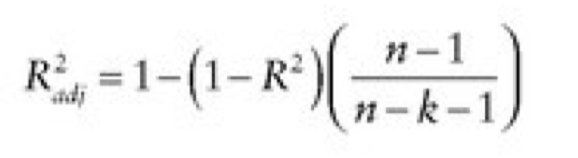 R²adj = 1 − (1 − R²)((n − 1)/(n − k − 1))